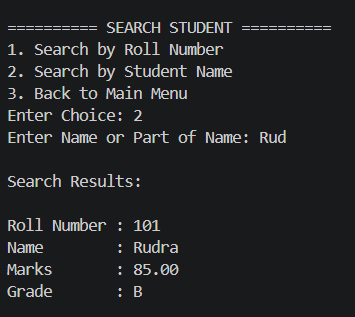 ========== SEARCH STUDENT ==========
1. Search by Roll Number
2. Search by Student Name
3. Back to Main Menu
Enter Choice: 2
Enter Name or Part of Name: Rud

Search Results:

Roll Number : 101
Name        : Rudra
Marks       : 85.00
Grade       : B